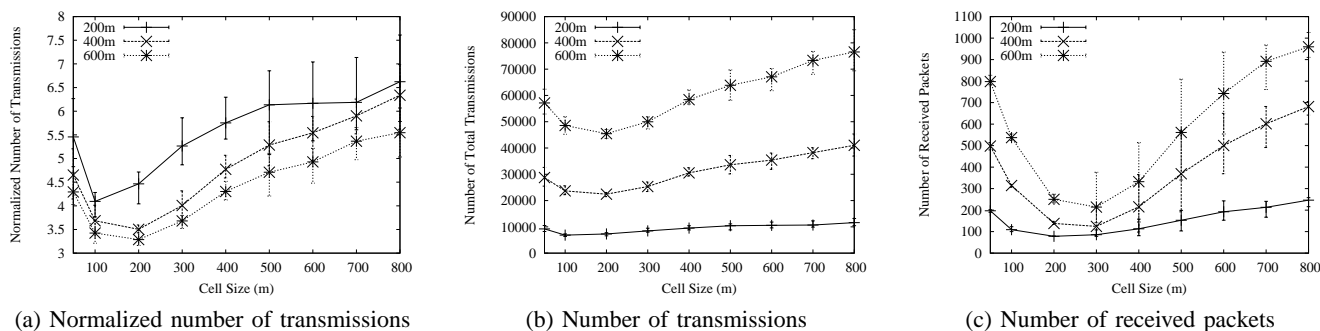 Normalized Number of Transmissions
8
7.5
7
6.5
6
5.5
5
4.5
4
3.5
3
200m
400m
600m
100 200 300 400 500 600 700 800
Cell Size (m)
(a) Normalized number of transmissions
Number of Total Transmissions
90000
80000
70000
60000
50000
40000
30000
20000
10000
0
200m
400m
600m
100 200 300 400 500 600 700 800
Cell Size (m)
(b) Number of transmissions
Number of Received Packets
1100
1000
900
800
700
600
500
400
300
200
100
0
200m
400m
600m
100 200 300 400 500 600 700 800
Cell Size (m)
(c) Number of received packets